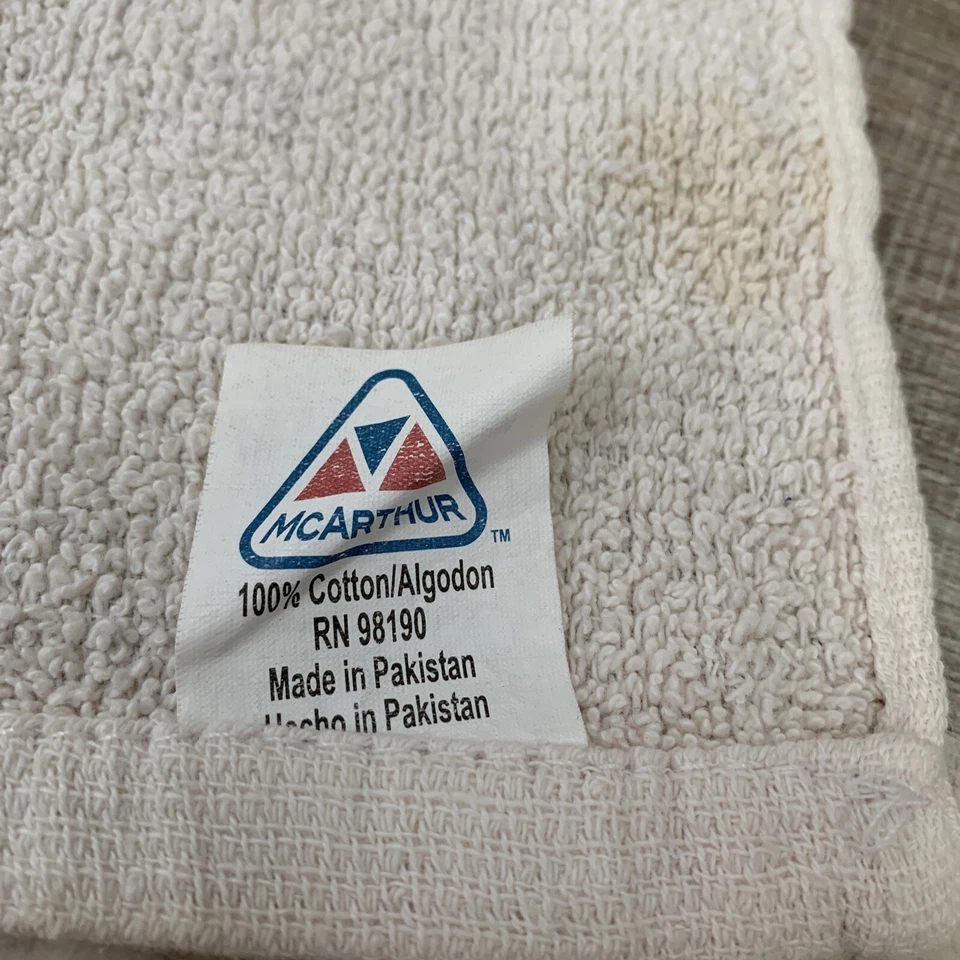 MCARTHUR
TM
100% Cotton/Algodon
RN 98190
Made in Pakistan
Hecho in Pakistan